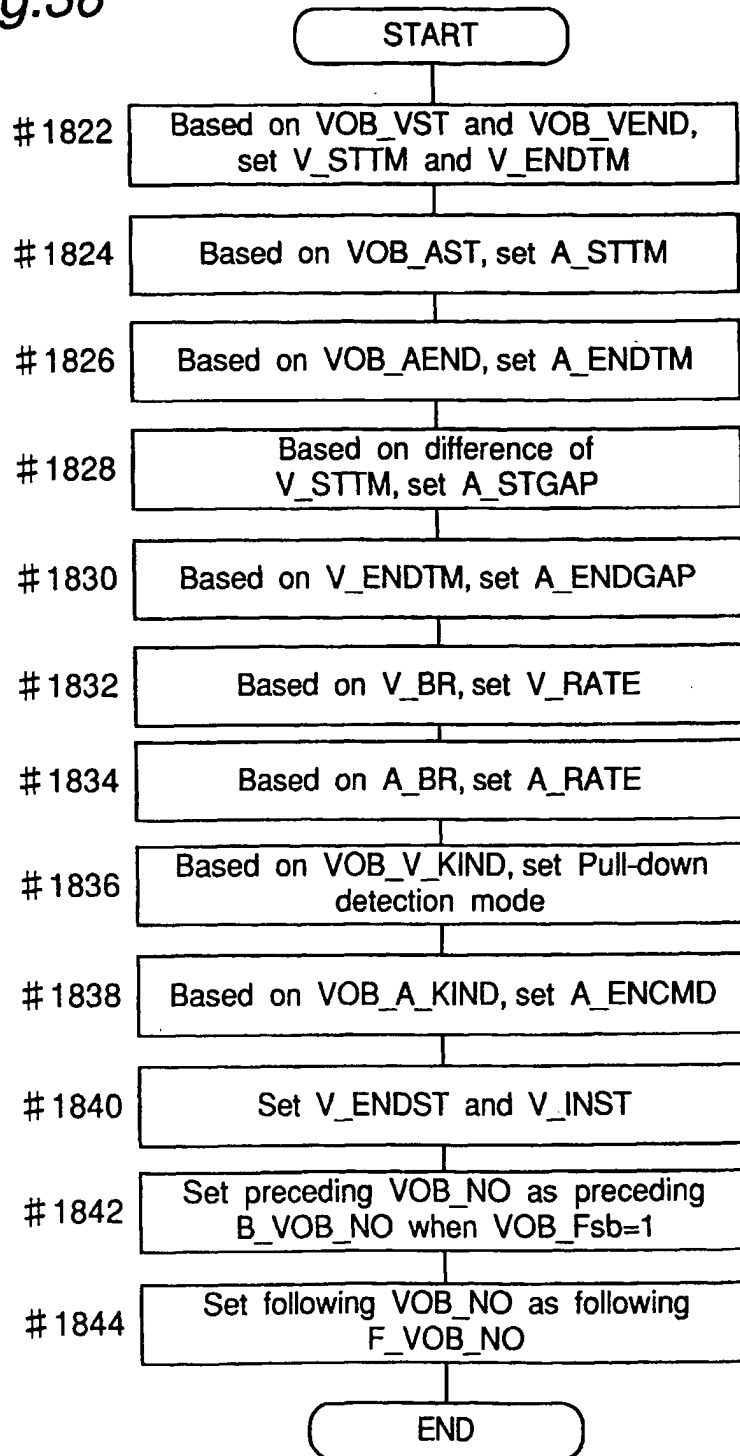 g.38
START
#1822
Based on VOB_VST and VOB_VEND,
set V_STTM and V_ENDTM
#1824
Based on VOB_AST, set A_STTM
#1826
Based on VOB_AEND, set A_ENDTM
#1828
Based on difference of
V_STTM, set A_STGAP
#1830
Based on V_ENDTM, set A_ENDGAP
#1832
Based on V_BR, set V_RATE
#1834
Based on A_BR, set A_RATE
#1836
Based on VOB_V_KIND, set Pull-down
detection mode
#1838
Based on VOB_A_KIND, set A_ENCMD
#1840
Set V_ENDST and V_INST
#1842
Set preceding VOB_NO as preceding
B_VOB_NO when VOB_Fsb=1
#1844
Set following VOB_NO as following
F_VOB_NO
END